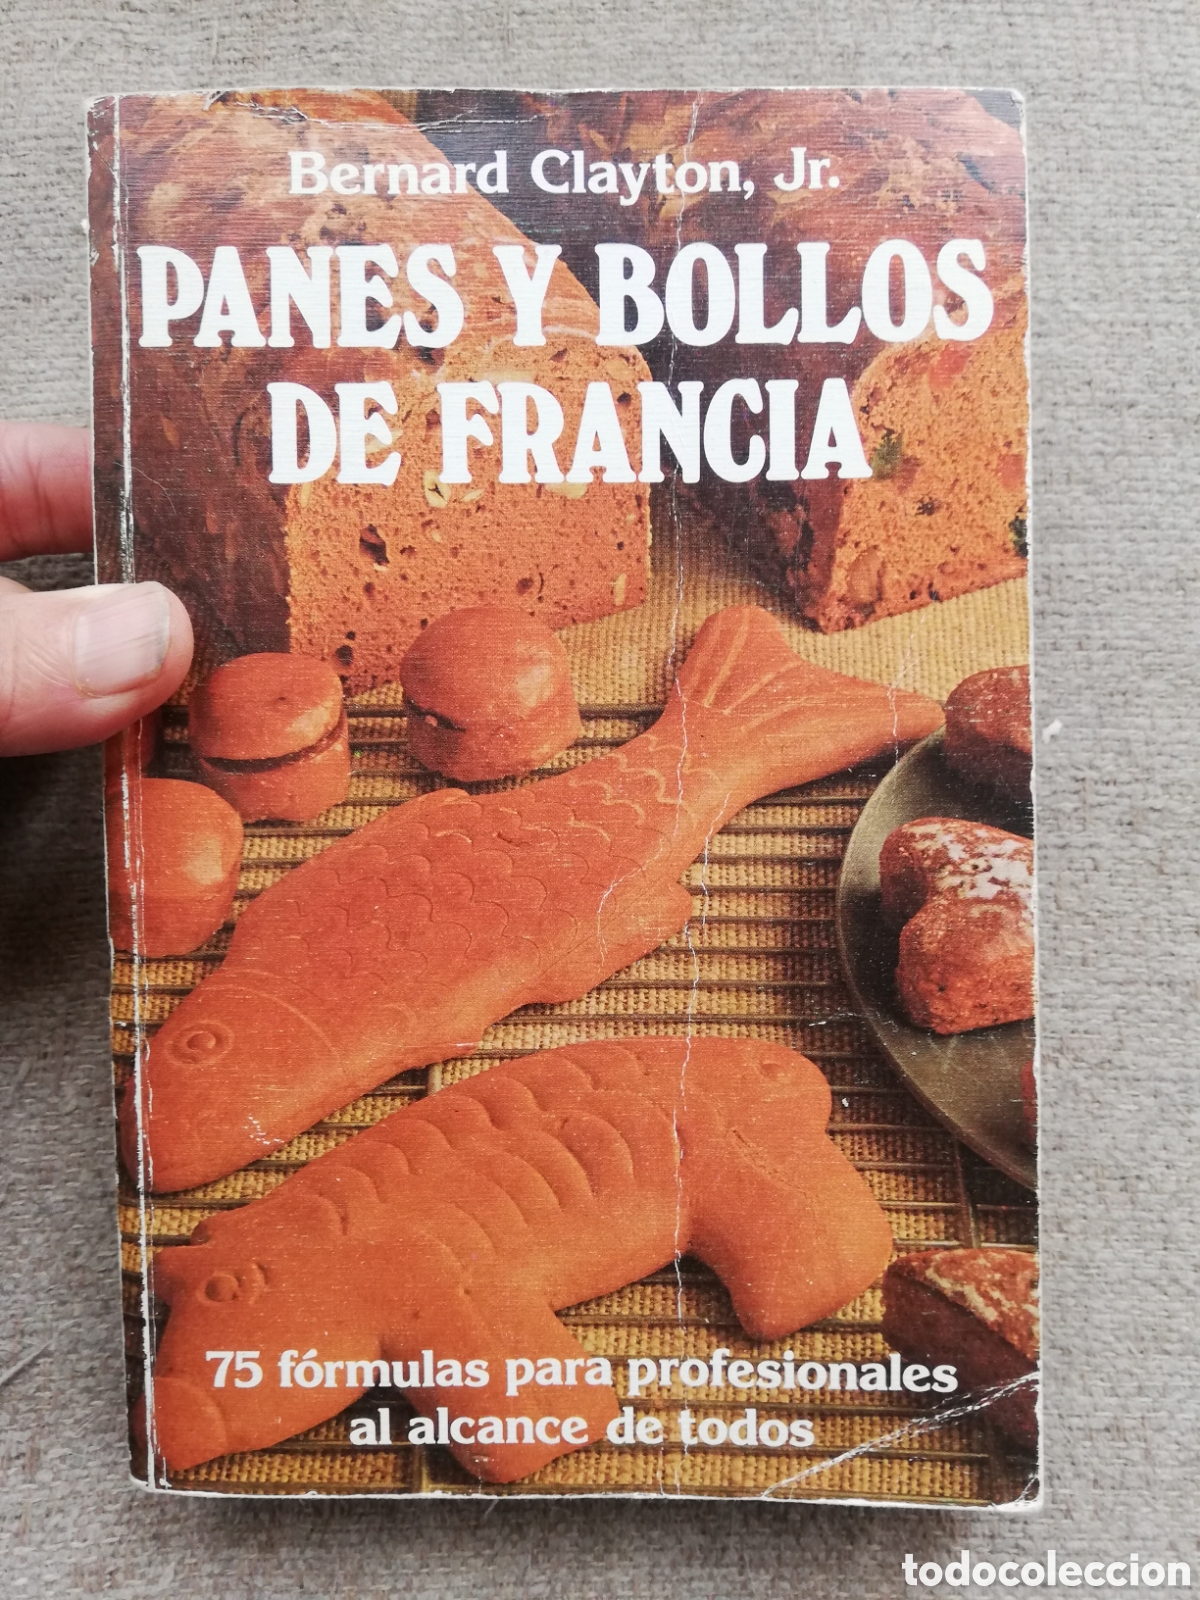 Bernard Clayton, Jr.
PANES Y BOLLOS
DE FRANCIA
75 fórmulas para profesionales
al alcance de todos
todocoleccion